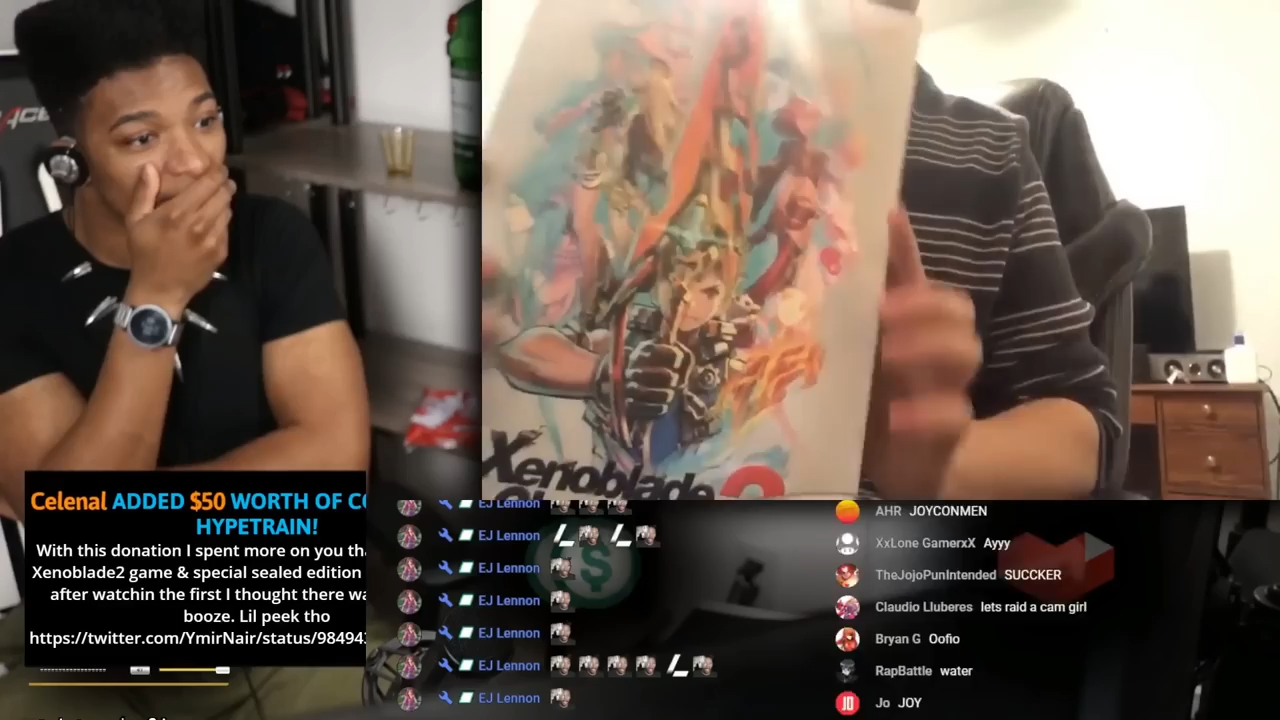 Xenoblade
2
Celenal ADDED $50 WORTH OF
HYPETRAIN!
With this donation I spent more on you
Xenoblade2 game & special sealed edition
after watchin the first I thought there
booze. Lil peek tho
https://twitter.com/YmirNair/status/98494
EJ Lennon
EJ Lennon
EJ Lennon
EJ Lennon
EJ Lennon
EJ Lennon
EJ Lennon
AHR JOYCONMEN
XxLone GamerxX Ayyy
TheJojoPunIntended SUCCKER
Claudio Lluberes lets raid a cam girl
Bryan G Oofio
RapBattle water
JO Jo JOY